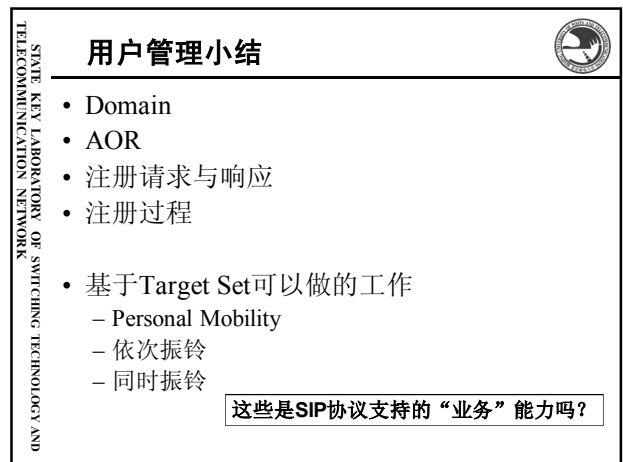 STATE KEY LABORATORY OF SWITCHING TECHNOLOGY AND
TELECOMMUNICATION NETWORK
用户管理小结
• Domain
• AOR
• 注册请求与响应
• 注册过程
• 基于Target Set可以做的工作
– Personal Mobility
– 依次振铃
– 同时振铃
这些是SIP协议支持的“业务”能力吗？